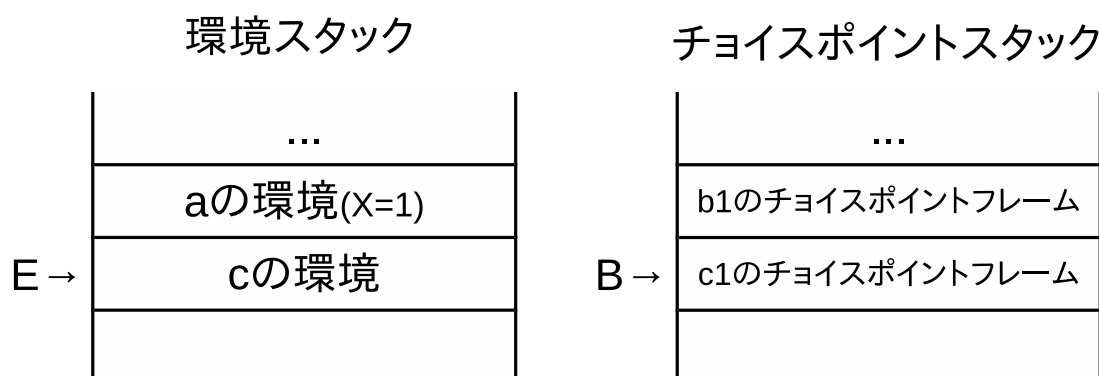 環境スタック
チョイスポイントスタック
...
...
aの環境(X=1)
b1のチョイスポイントフレーム
E→
cの環境
B→
c1のチョイスポイントフレーム